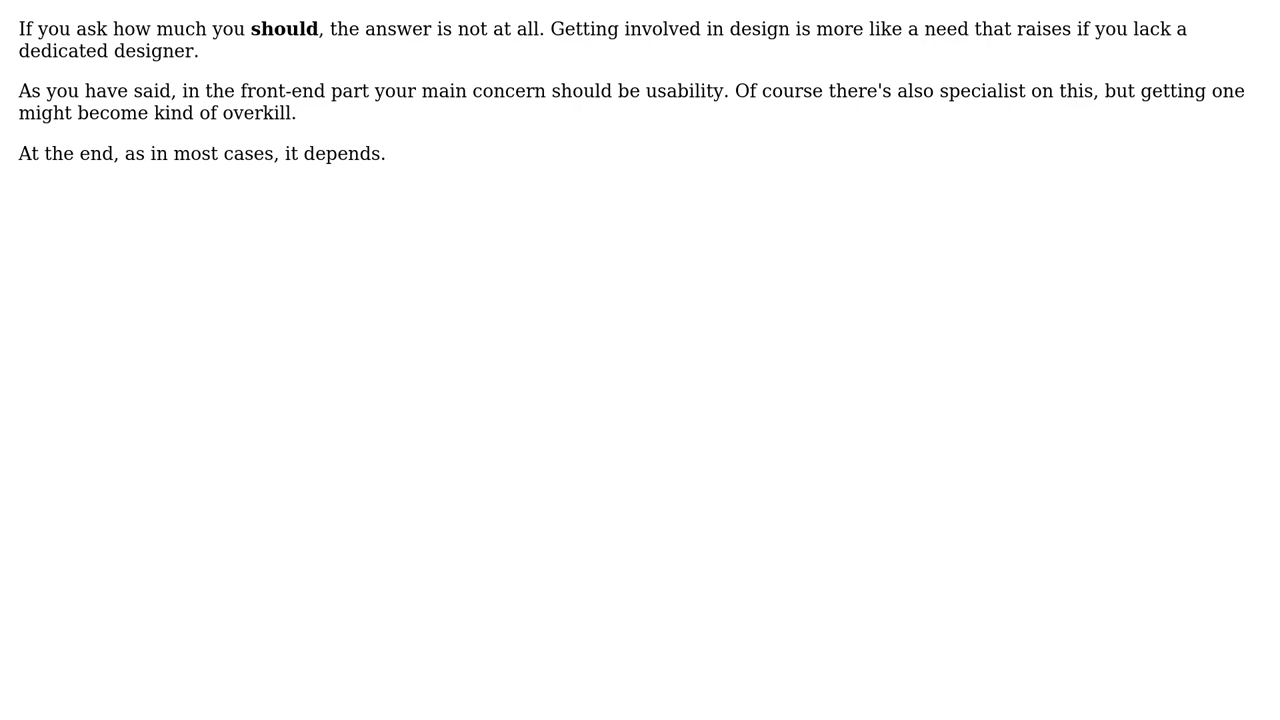 If you ask how much you should, the answer is not at all. Getting involved in design is more like a need that raises if you lack a
dedicated designer.
As you have said, in the front-end part your main concern should be usability. Of course there's also specialist on this, but getting one
might become kind of overkill.
At the end, as in most cases, it depends.